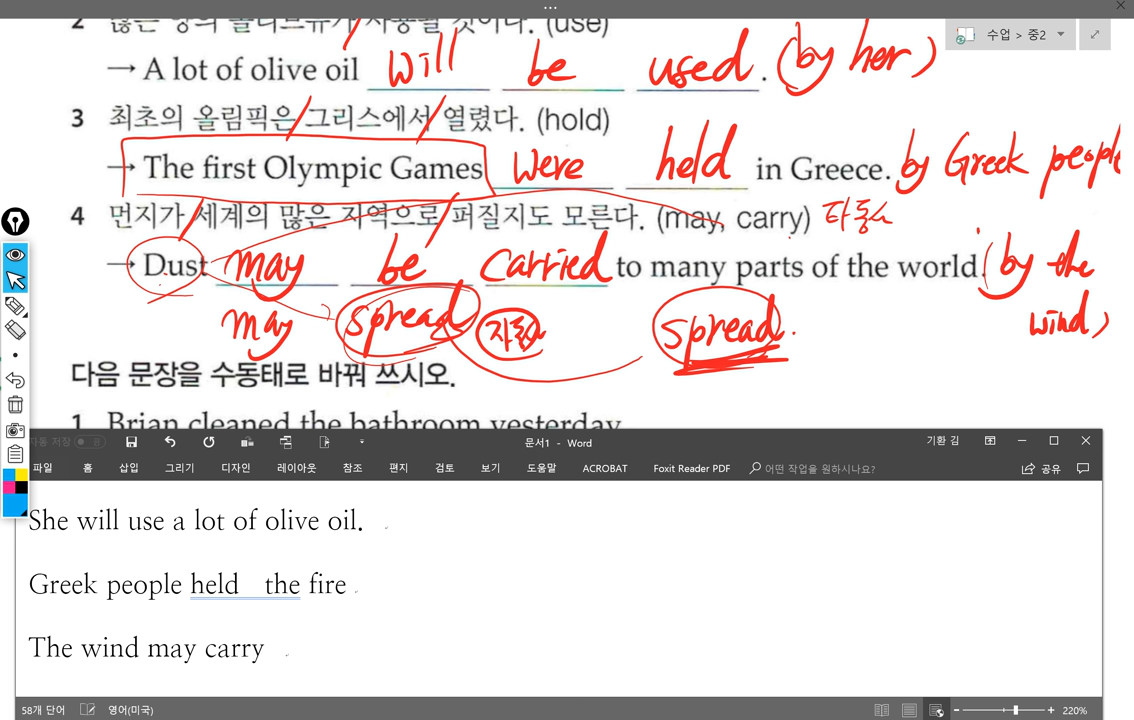 수업 > 중2
2 많은 양의 올리브유가 사용될 것이다. (use)
→ A lot of olive oil will be used. (by her)
3 최초의 올림픽은 그리스에서 열렸다. (hold)
→ The first Olympic Games were held in Greece. by Greek people
4 먼지가 세계의 많은 지역으로 퍼질지도 모른다. (may, carry) 타동사
→ Dust may be carried to many parts of the world. (by the
wind)
may spread 자동사 spread.
다음 문장을 수동태로 바꿔 쓰시오.
1 Brian cleaned the bathroom yesterday
자동 저장 문서1 - Word 기환 김
파일 홈 삽입 그리기 디자인 레이아웃 참조 편지 검토 보기 도움말 ACROBAT Foxit Reader PDF 어떤 작업을 원하시나요? 공유
She will use a lot of olive oil.
Greek people held the fire
The wind may carry
58개 단어 영어(미국) 220%